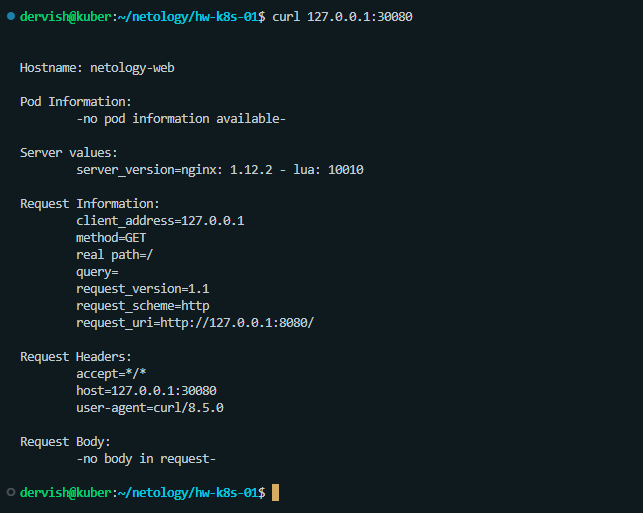 dervish@kuber:~/netology/hw-k8s-01$ curl 127.0.0.1:30080
Hostname: netology-web
Pod Information:
-no pod information available-
Server values:
server_version=nginx: 1.12.2 - lua: 10010
Request Information:
client_address=127.0.0.1
method=GET
real path=/
query=
request_version=1.1
request_scheme=http
request_uri=http://127.0.0.1:8080/
Request Headers:
accept=*/*
host=127.0.0.1:30080
user-agent=curl/8.5.0
Request Body:
-no body in request-
dervish@kuber:~/netology/hw-k8s-01$